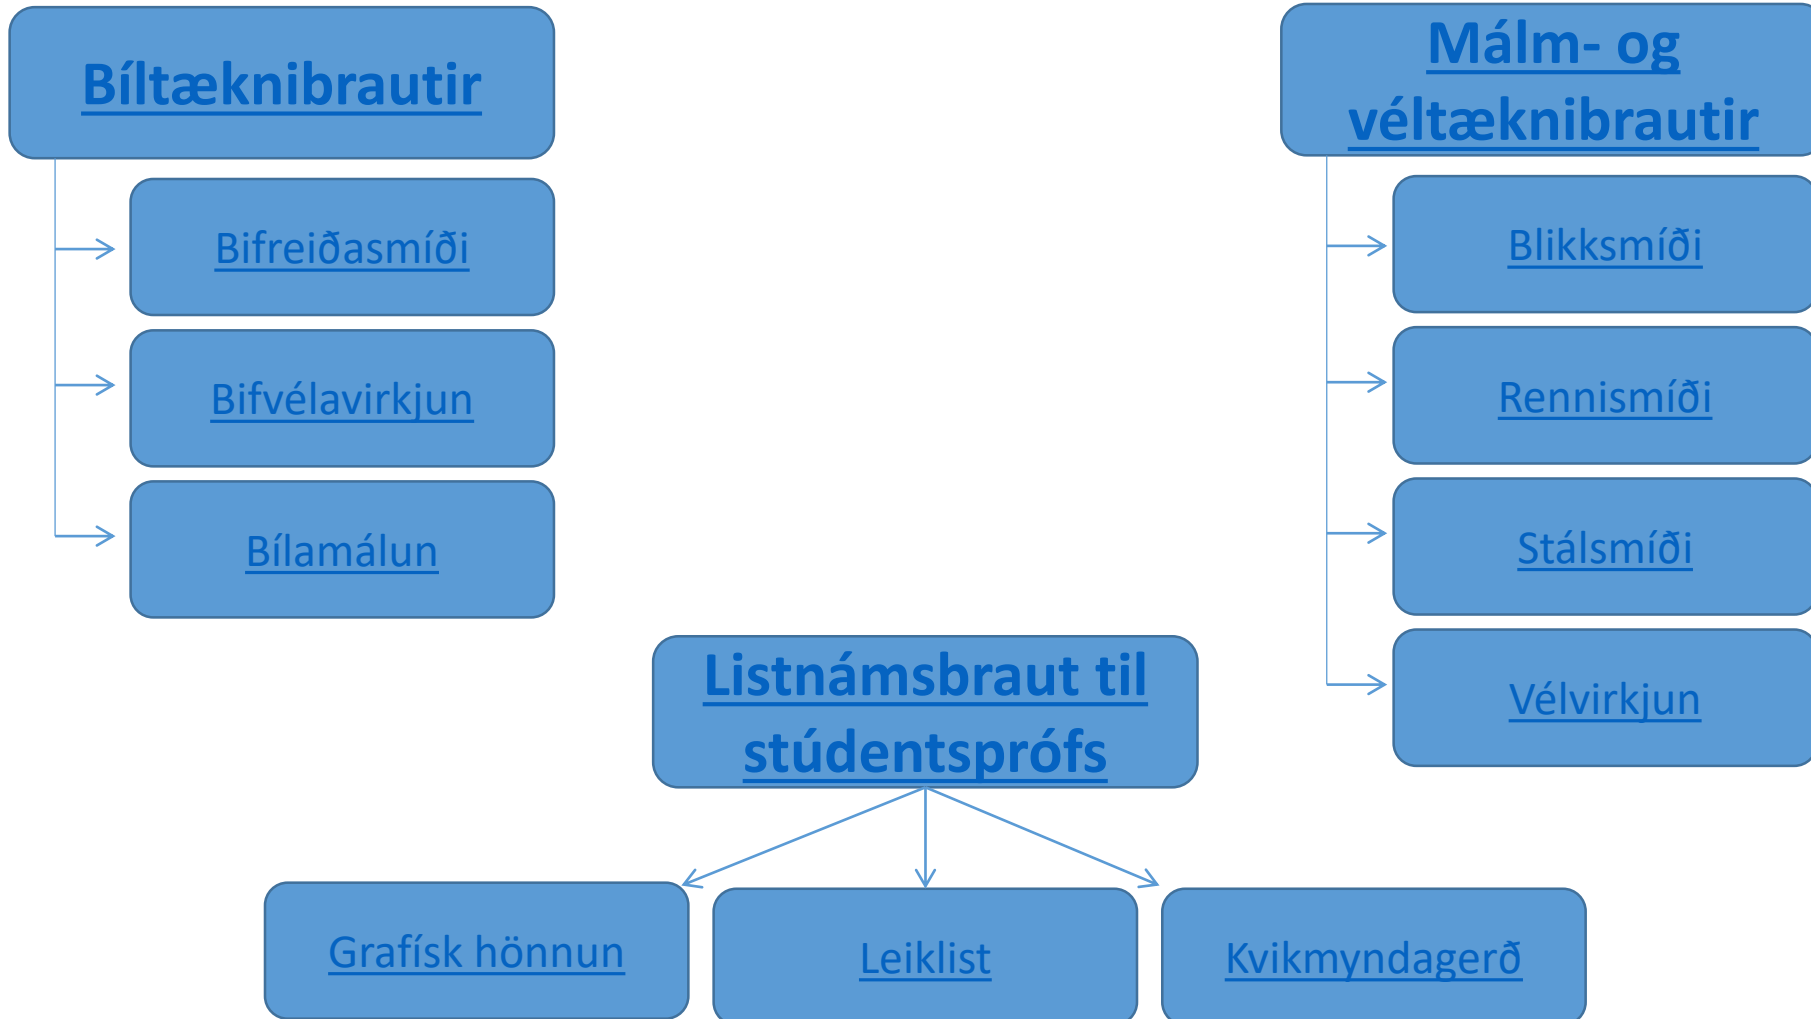 Bíltæknibrautir
Bifreiðasmíði
Bifvélavirkjun
Bílamálun
Málm- og
véltæknibrautir
Blikksmíði
Rennismíði
Stálsmíði
Vélvirkjun
Listnámsbraut til
stúdentsprófs
Grafísk hönnun
Leiklist
Kvikmyndagerð